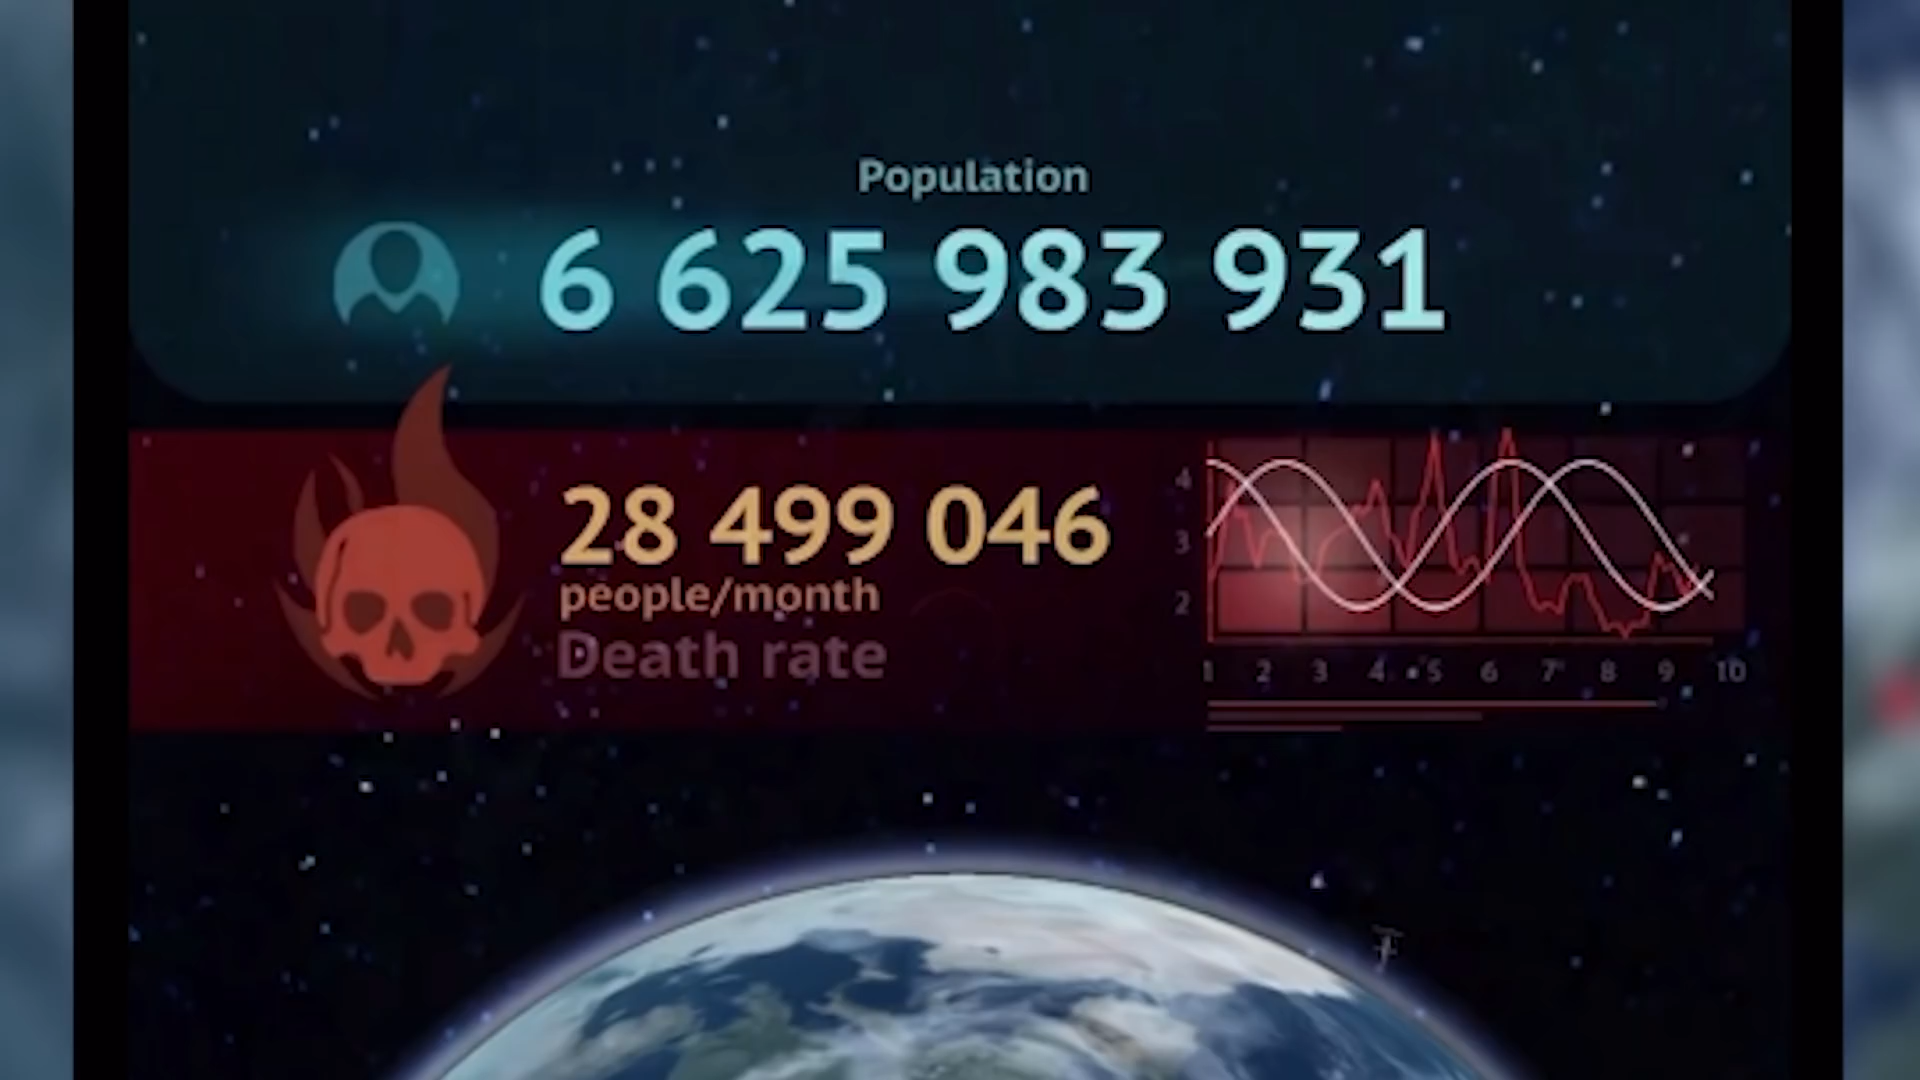 Population
6 625 983 931
28 499 046
people/month
Death rate
4
3
2
1 2 3 4 5 6 7 8 9 10